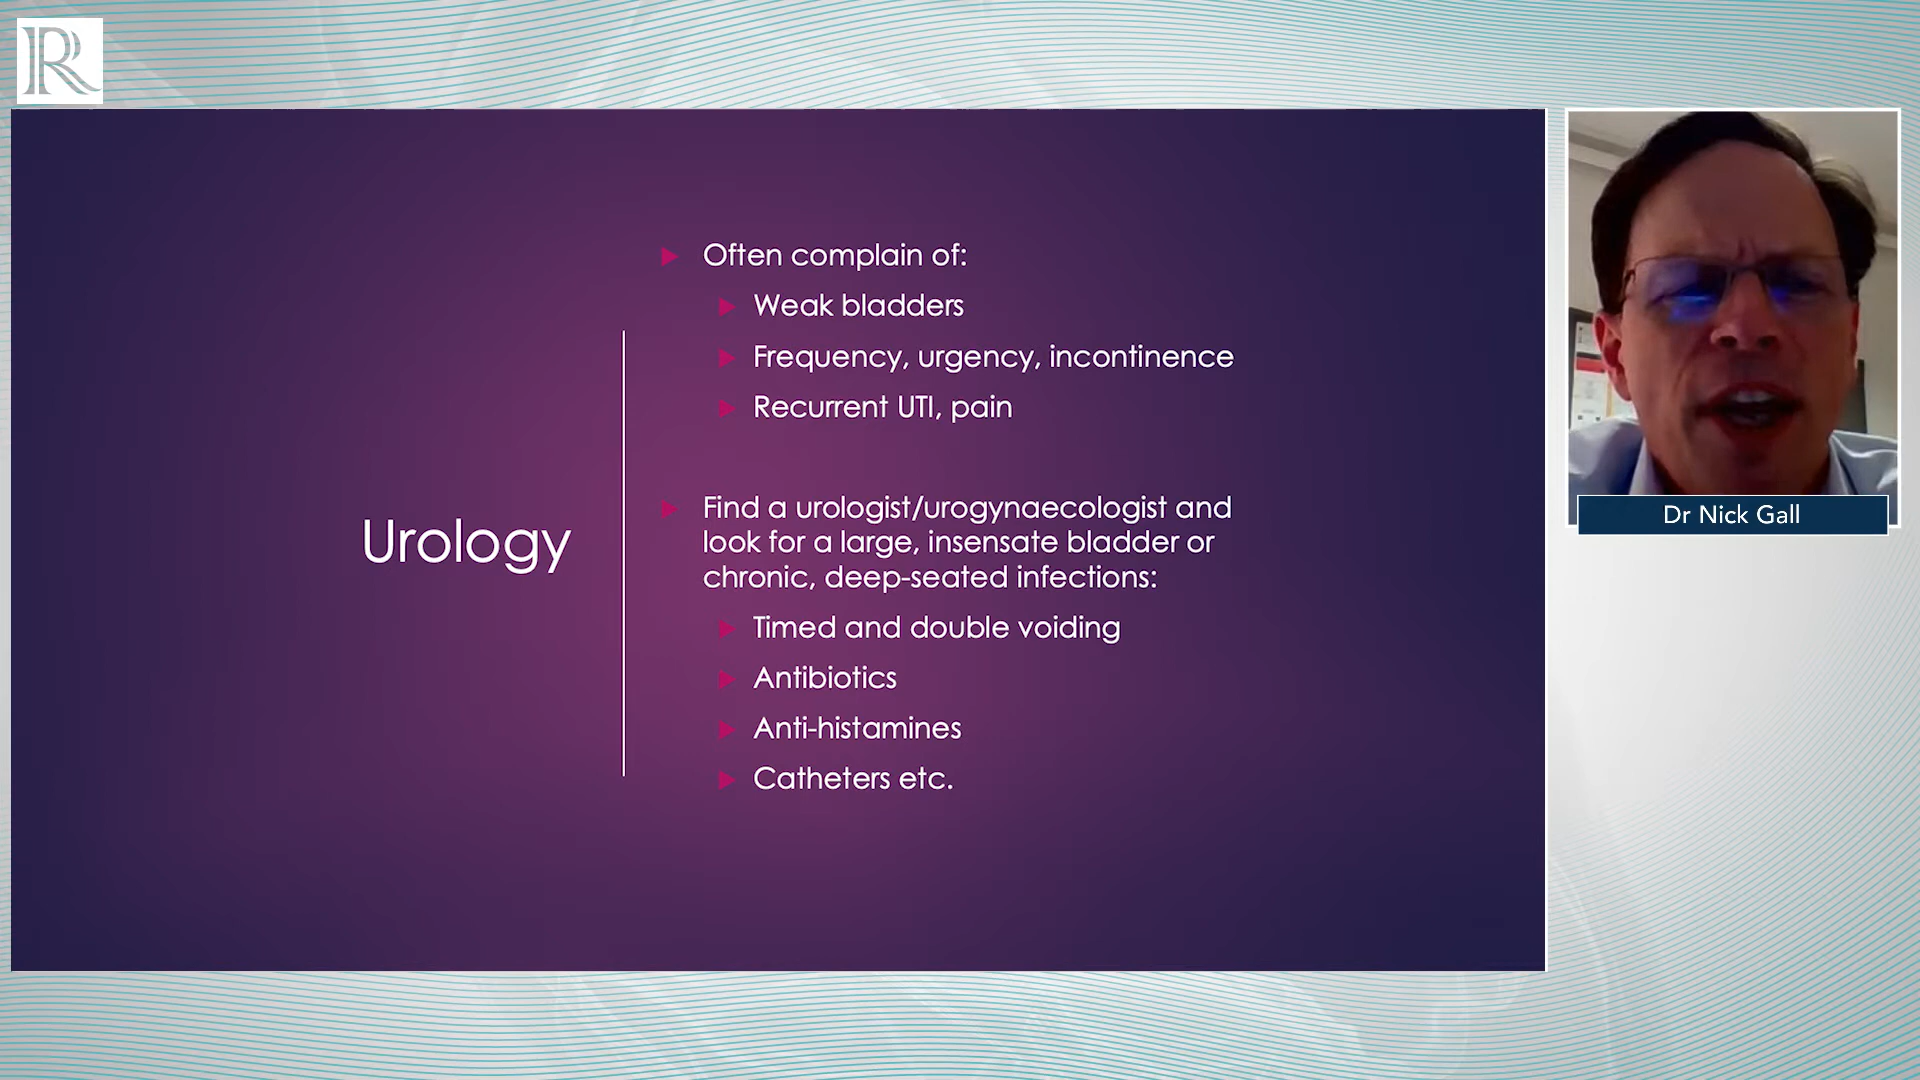 R
Often complain of:
Weak bladders
Frequency, urgency, incontinence
Recurrent UTI, pain
Urology
Find a urologist/urogynaecologist and
look for a large, insensate bladder or
chronic, deep-seated infections:
Timed and double voiding
Antibiotics
Anti-histamines
Catheters etc.
Dr Nick Gall